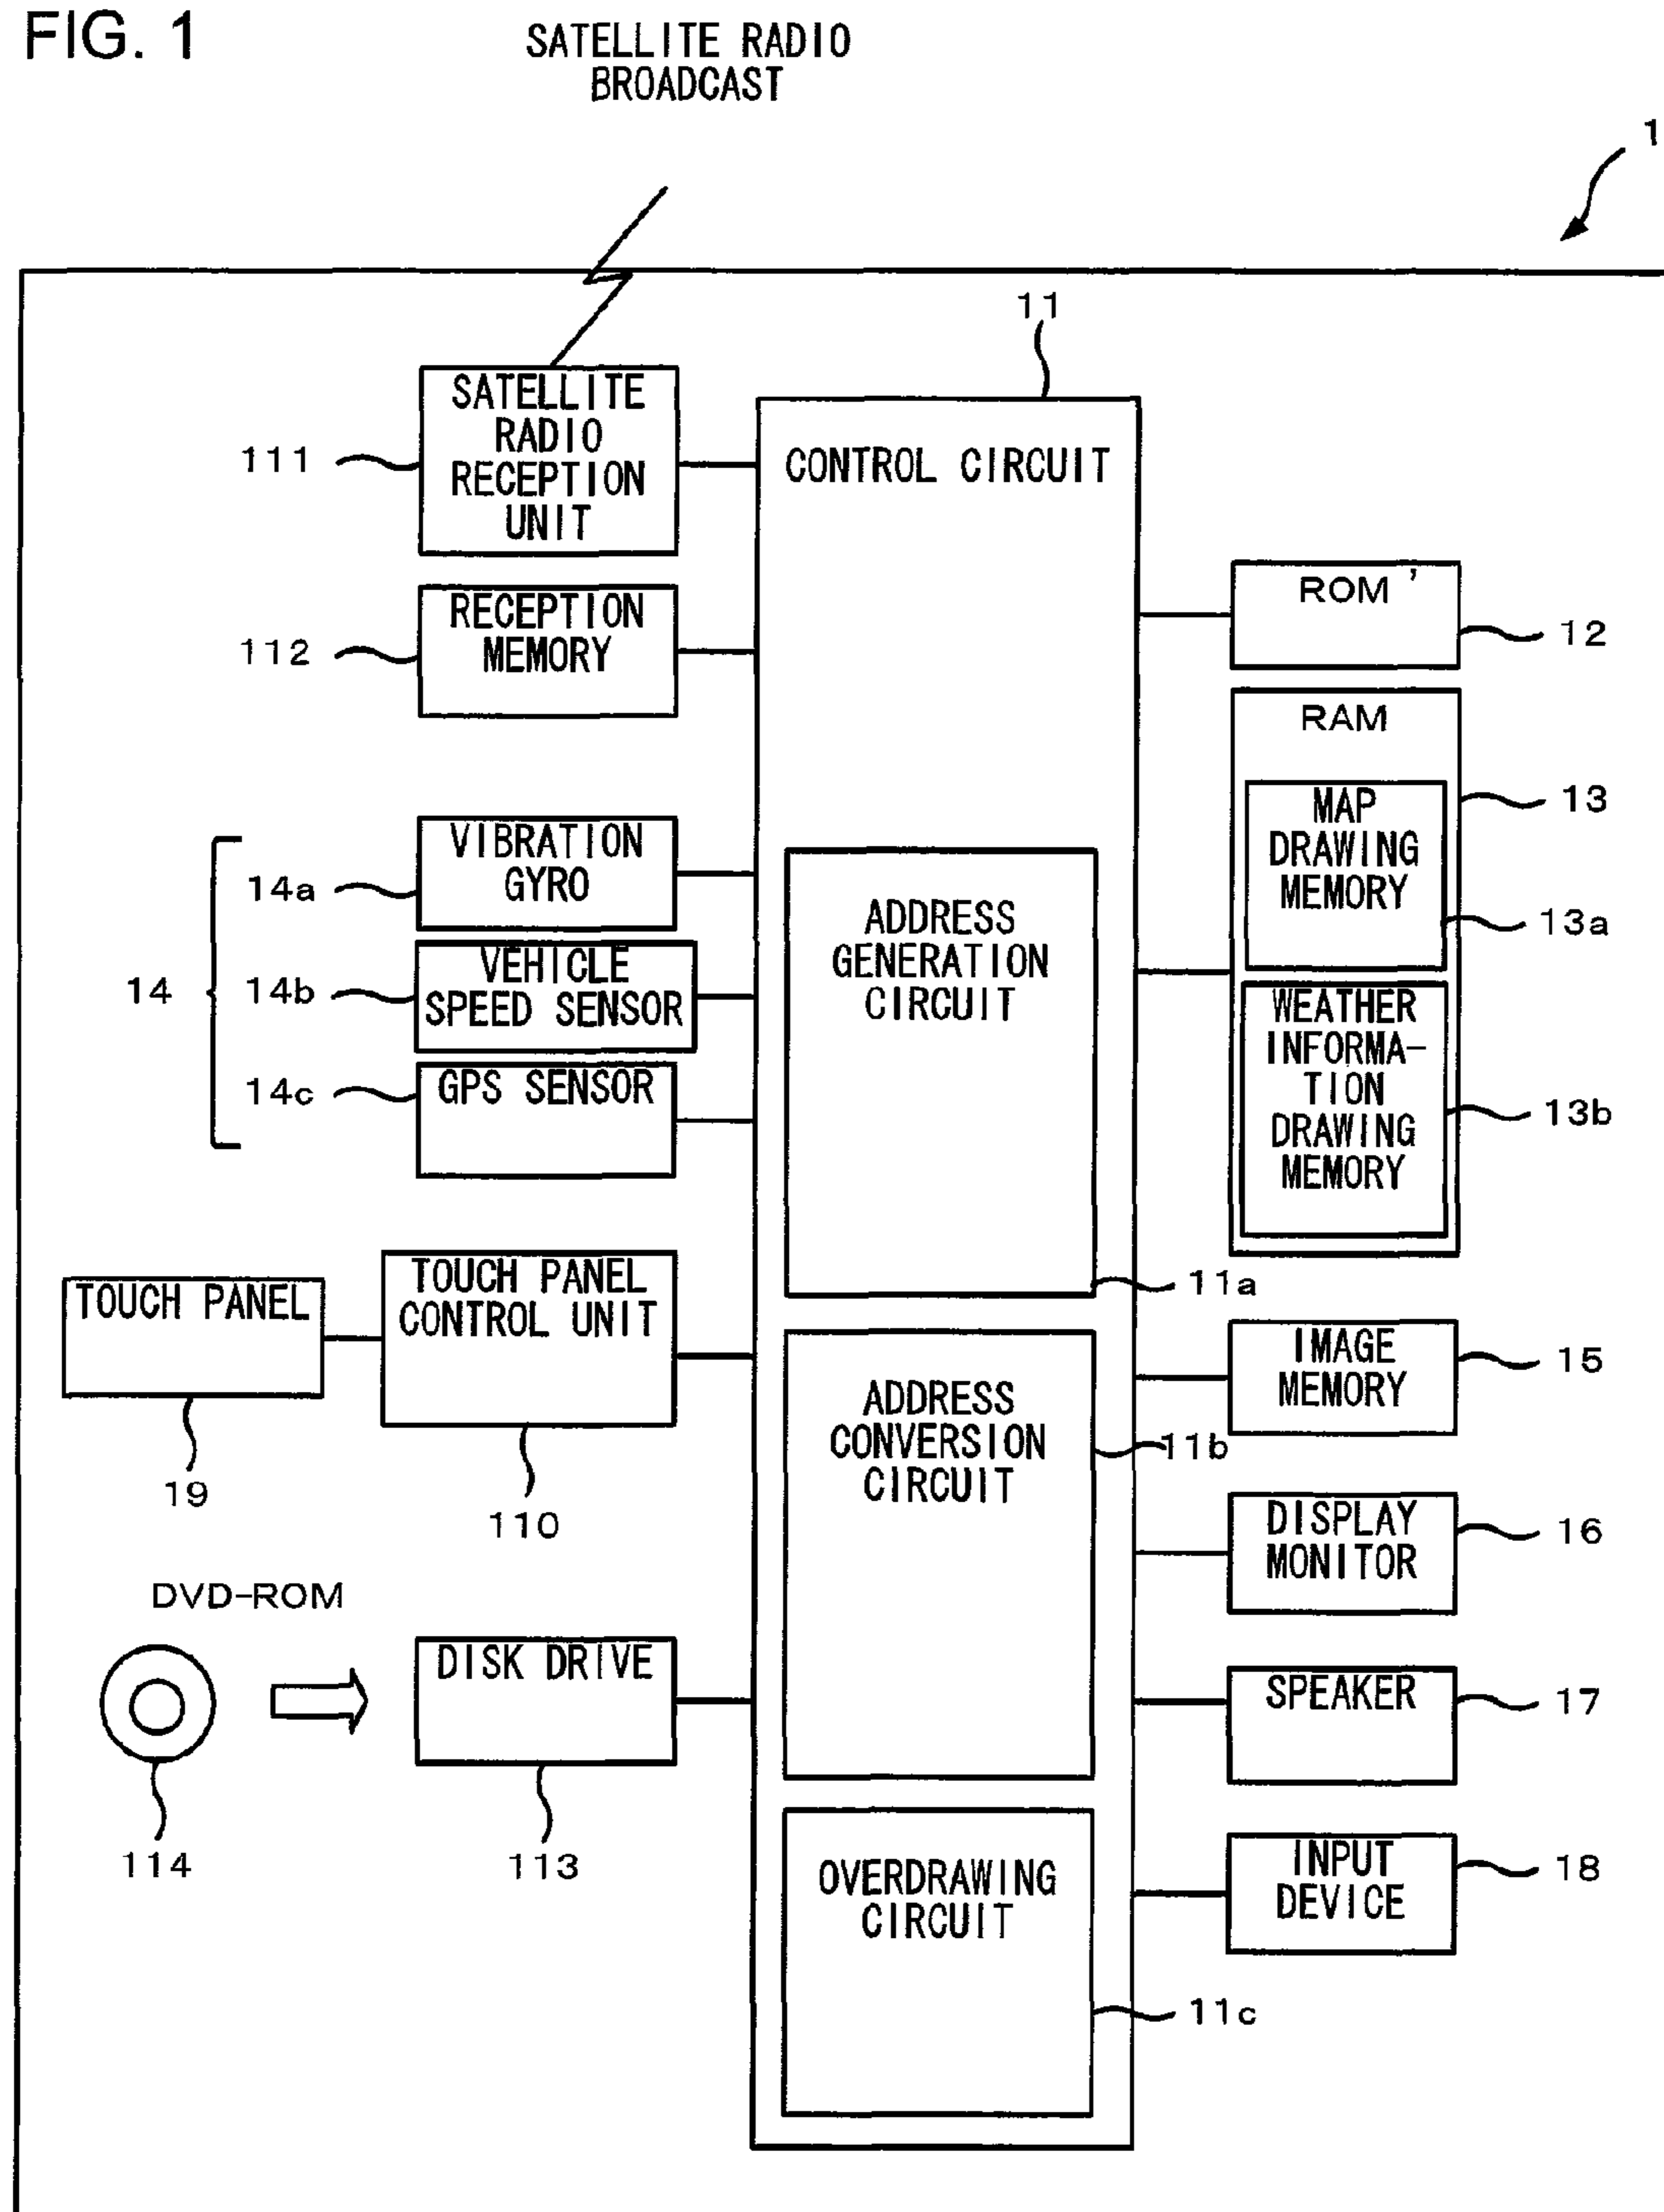 FIG. 1
SATELLITE RADIO
BROADCAST
1
11
SATELLITE
RADIO
RECEPTION
UNIT
111
CONTROL CIRCUIT
RECEPTION
MEMORY
112
ROM '
12
RAM
13
MAP
DRAWING
MEMORY
13a
WEATHER
INFORMA-
TION
DRAWING
MEMORY
13b
14
VIBRATION
GYRO
14a
VEHICLE
SPEED SENSOR
14b
GPS SENSOR
14c
ADDRESS
GENERATION
CIRCUIT
11a
TOUCH PANEL
19
TOUCH PANEL
CONTROL UNIT
110
ADDRESS
CONVERSION
CIRCUIT
11b
IMAGE
MEMORY
15
DISPLAY
MONITOR
16
DVD-ROM
114
DISK DRIVE
113
SPEAKER
17
OVERDRAWING
CIRCUIT
11c
INPUT
DEVICE
18